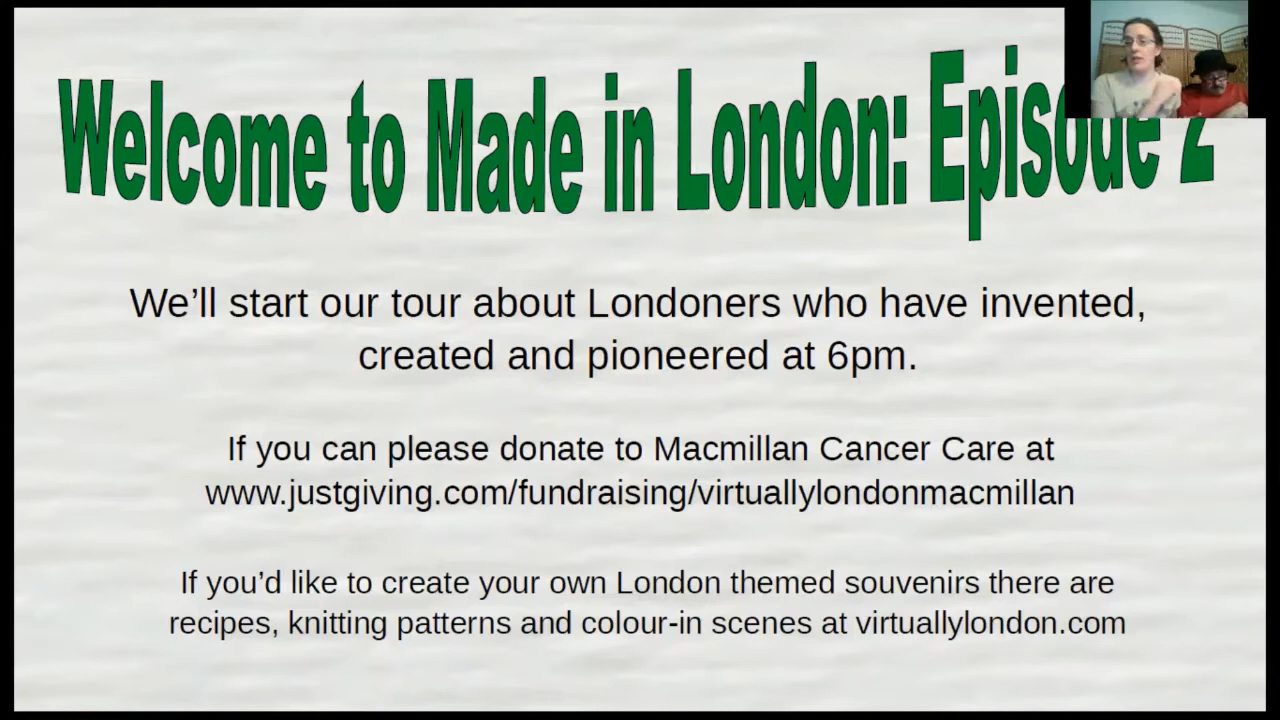 Welcome to Made in London: Episode 2
We’ll start our tour about Londoners who have invented,
created and pioneered at 6pm.
If you can please donate to Macmillan Cancer Care at
www.justgiving.com/fundraising/virtuallylondonmacmillan
If you’d like to create your own London themed souvenirs there are
recipes, knitting patterns and colour-in scenes at virtuallylondon.com